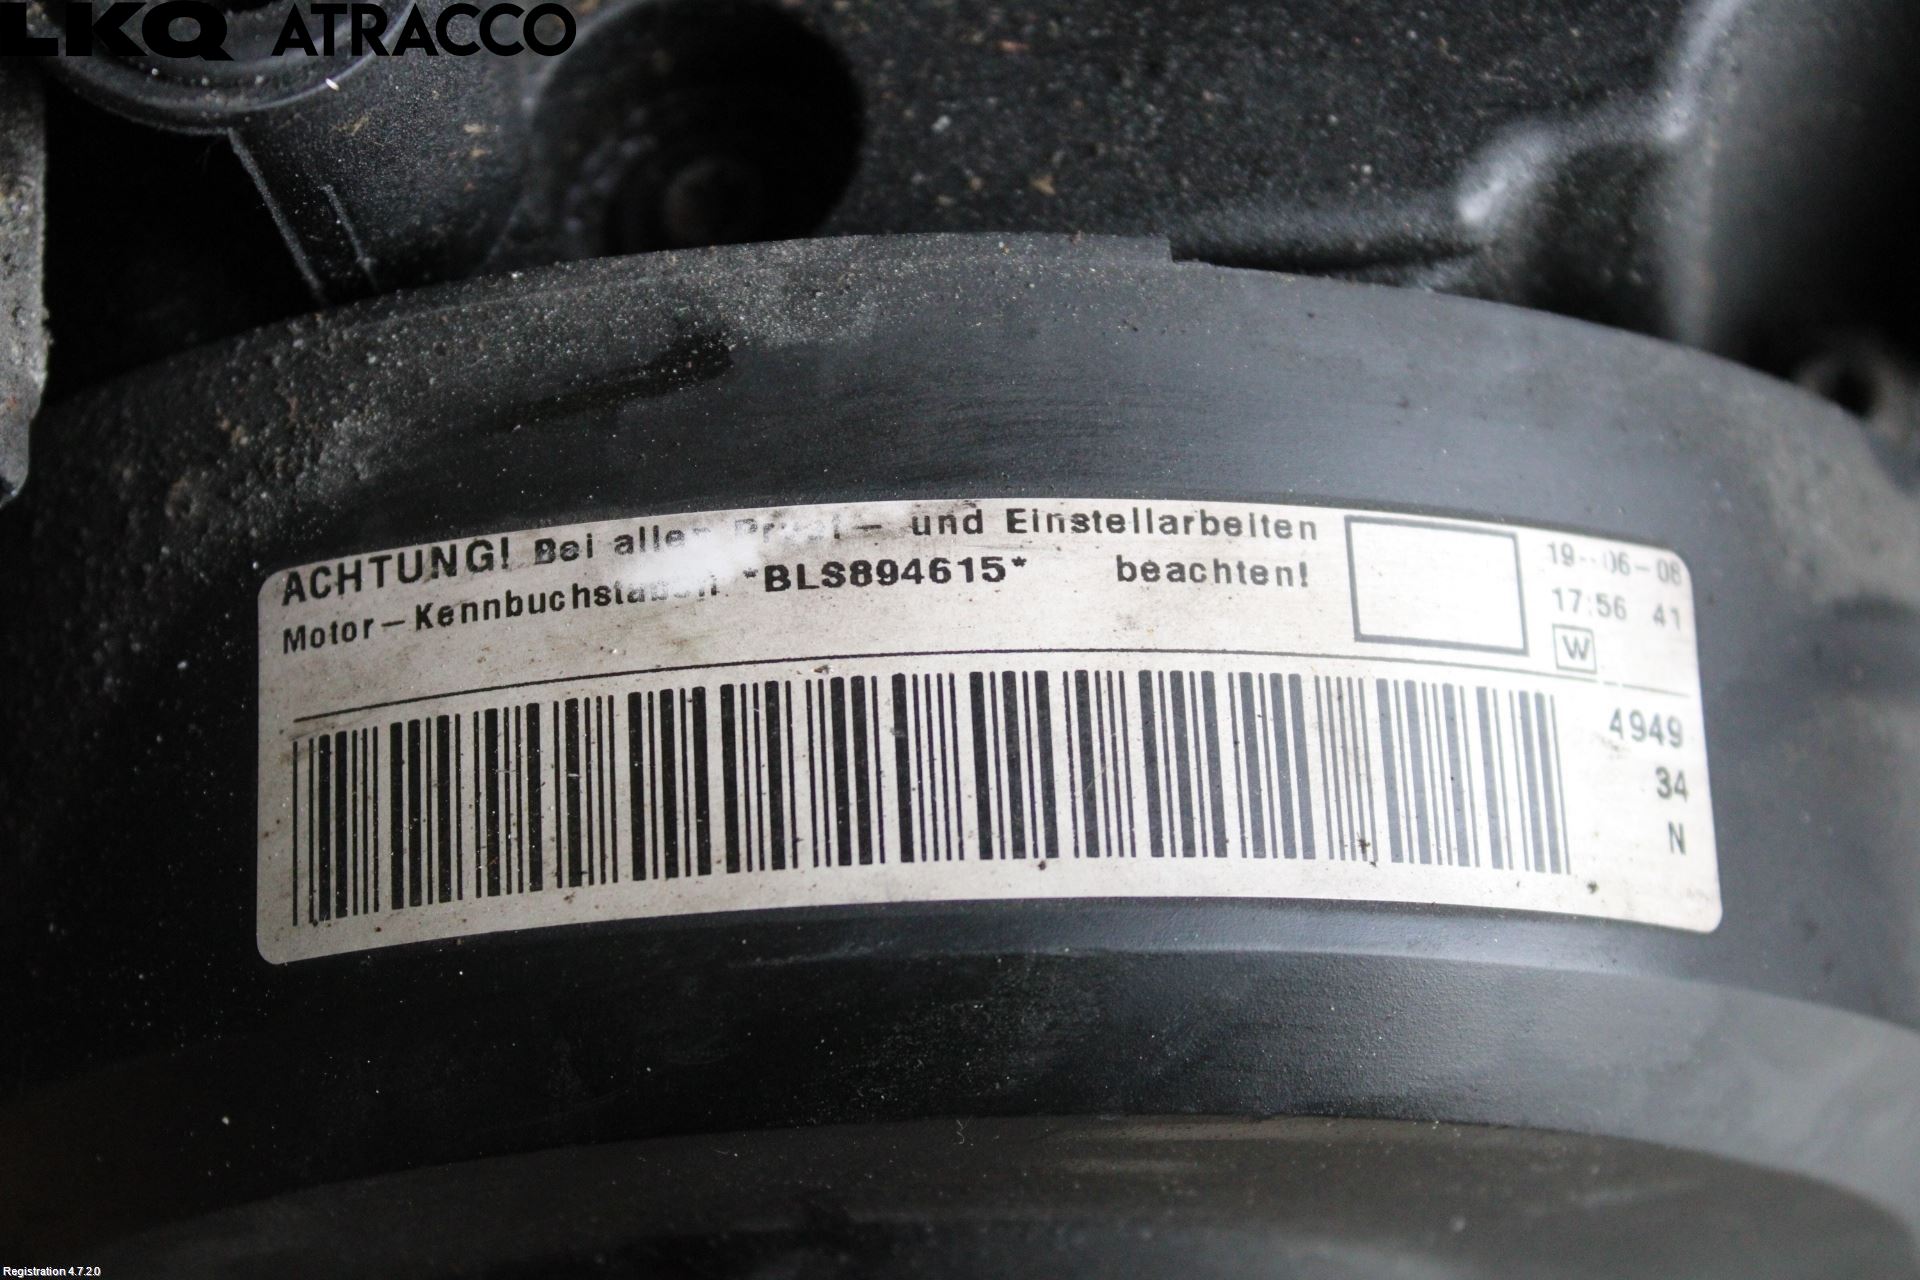 LKQ ATRACCO
ACHTUNG! Bei allen - und Einstellarbeiten
Motor-Kennbuchstaben *BLS894615* beachten!
19-06-08
17:56 41
W
4949
34
N
Registration 4.7.2.0